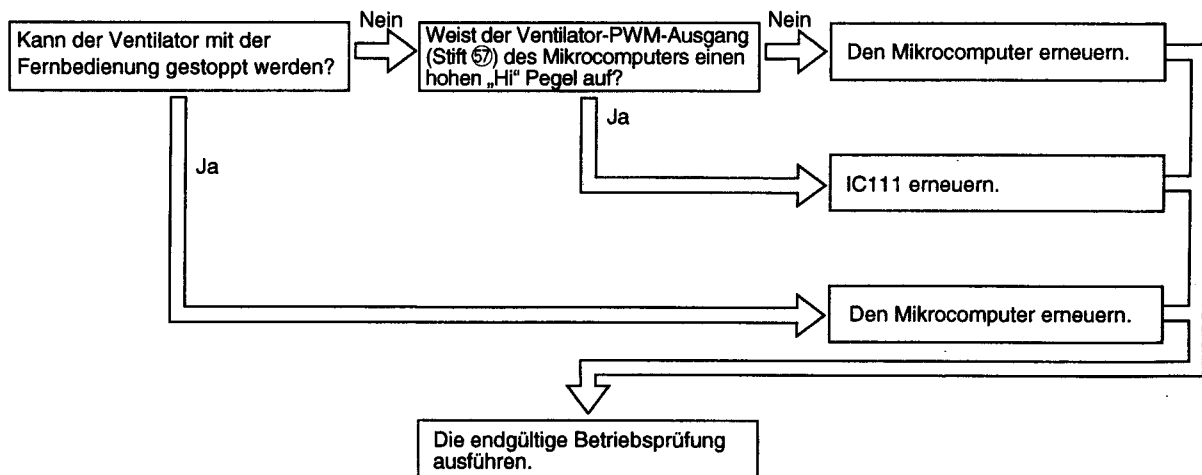 Kann der Ventilator mit der
Fernbedienung gestoppt werden?
Nein
Weist der Ventilator-PWM-Ausgang
(Stift 57) des Mikrocomputers einen
hohen „Hi“ Pegel auf?
Nein
Den Mikrocomputer erneuern.
Ja
IC111 erneuern.
Ja
Den Mikrocomputer erneuern.
Die endgültige Betriebsprüfung
ausführen.